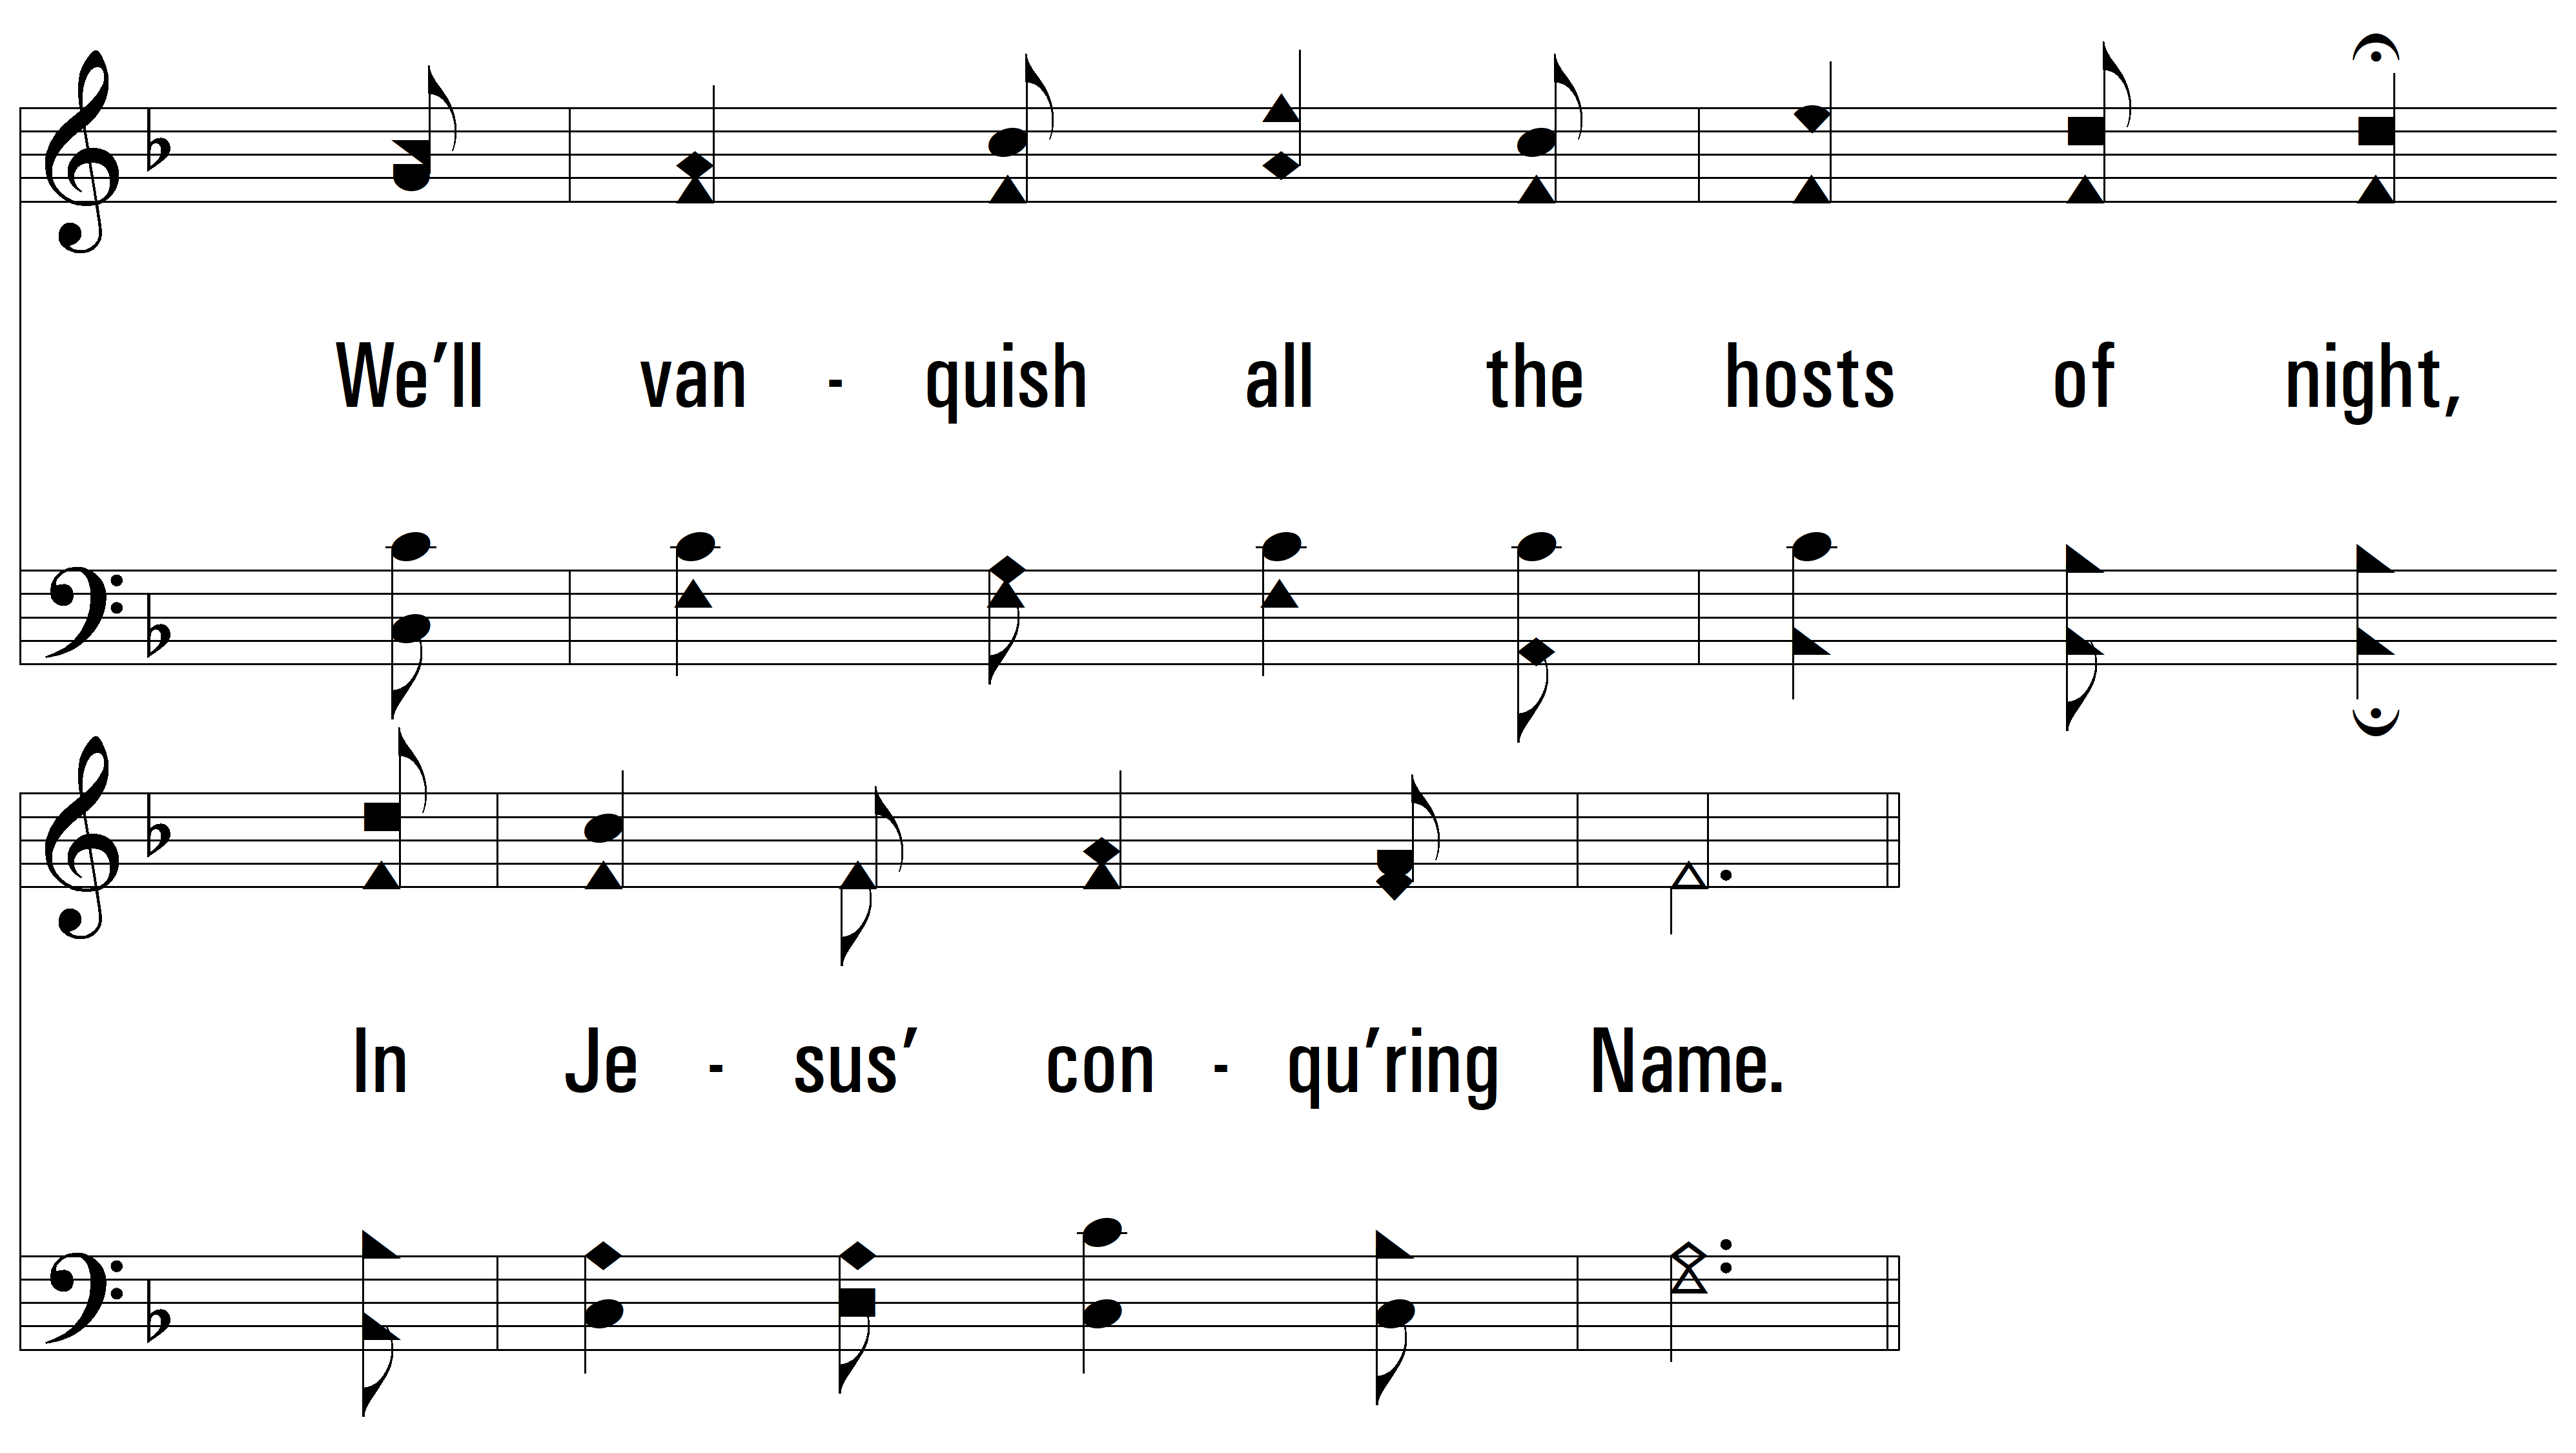 We’ll van - quish all the hosts of night,
In Je - sus’ con - qu’ring Name.